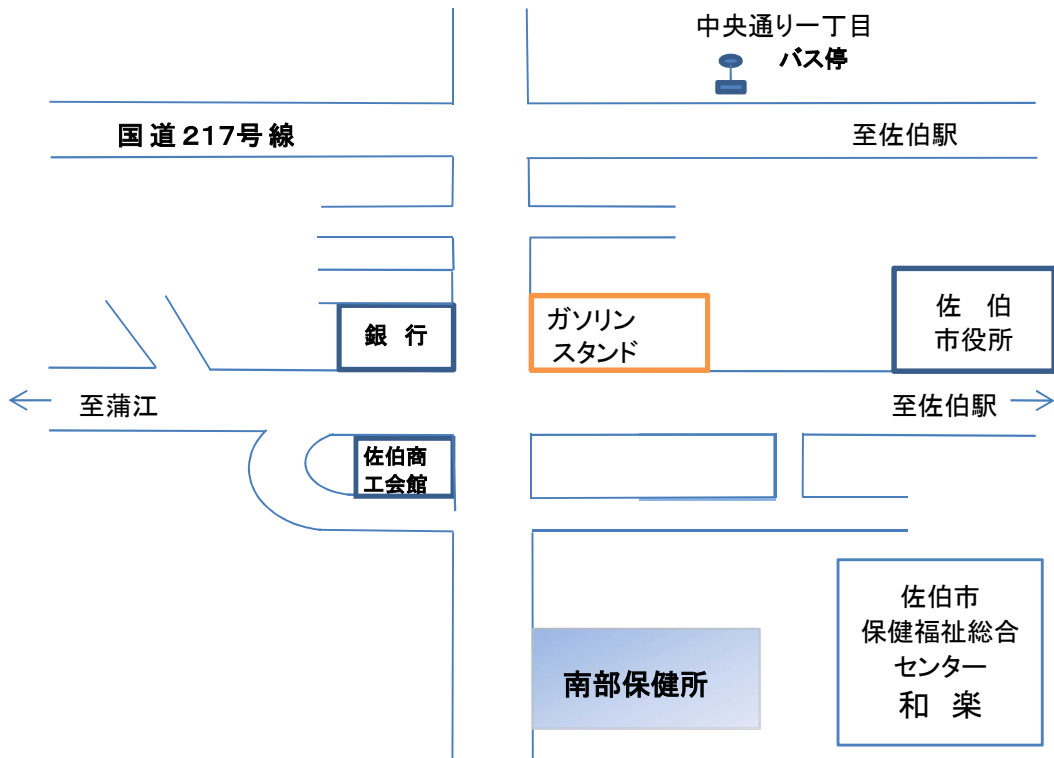 中央通り一丁目
バス停
国道217号線
至佐伯駅
銀 行
ガソリン
スタンド
佐 伯
市役所
至蒲江
至佐伯駅
佐伯商
工会館
佐伯市
保健福祉総合
センター
和 楽
南部保健所